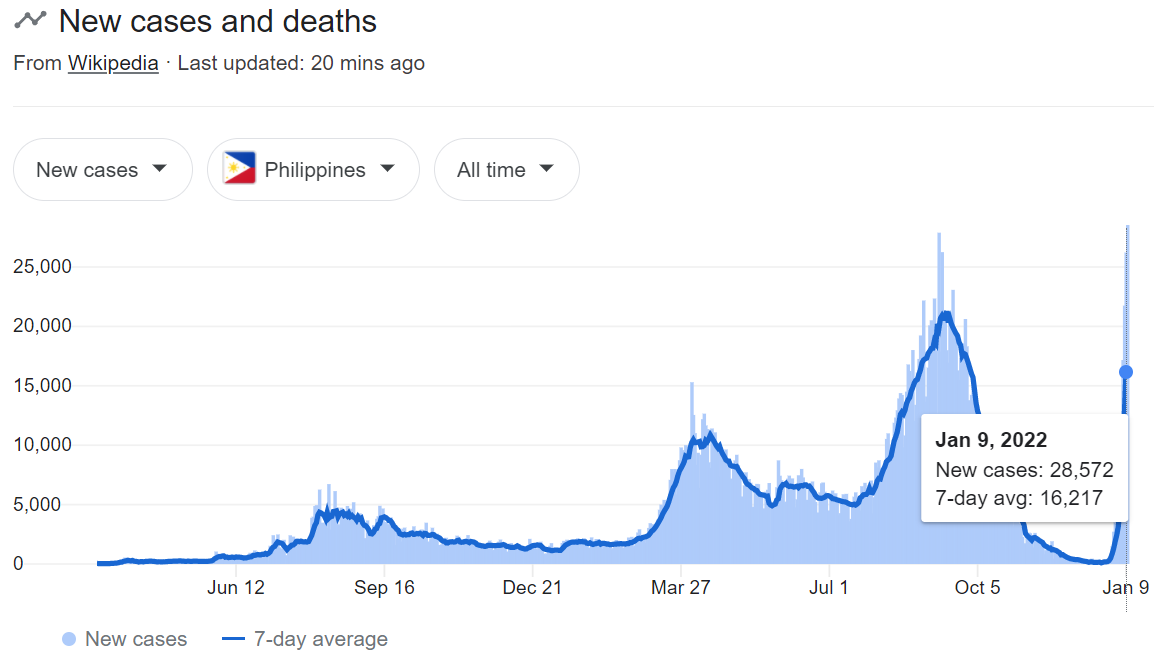 New cases and deaths
From Wikipedia · Last updated: 20 mins ago
New cases
Philippines
All time
25,000
20,000
15,000
10,000
5,000
0
Jan 9, 2022
New cases: 28,572
7-day avg: 16,217
Jun 12
Sep 16
Dec 21
Mar 27
Jul 1
Oct 5
Jan 9
New cases
7-day average